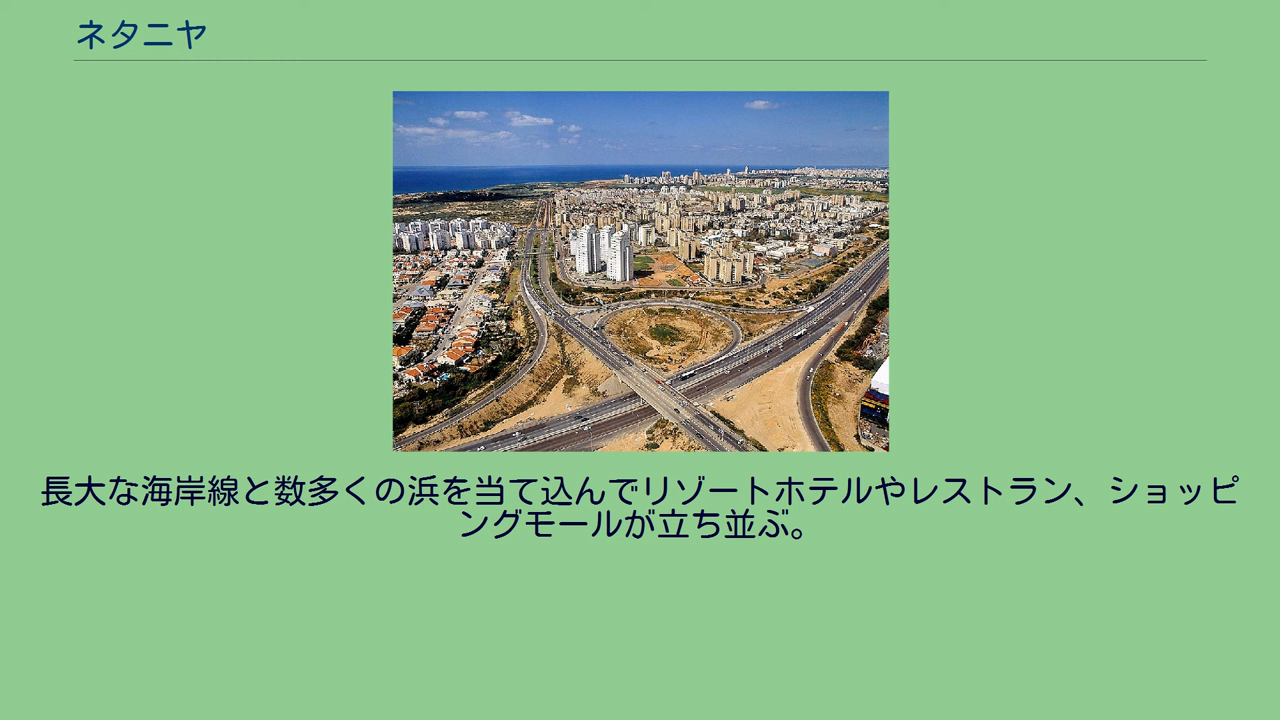 ネタニヤ
長大な海岸線と数多くの浜を当て込んでリゾートホテルやレストラン、ショッピ
ングモールが立ち並ぶ。